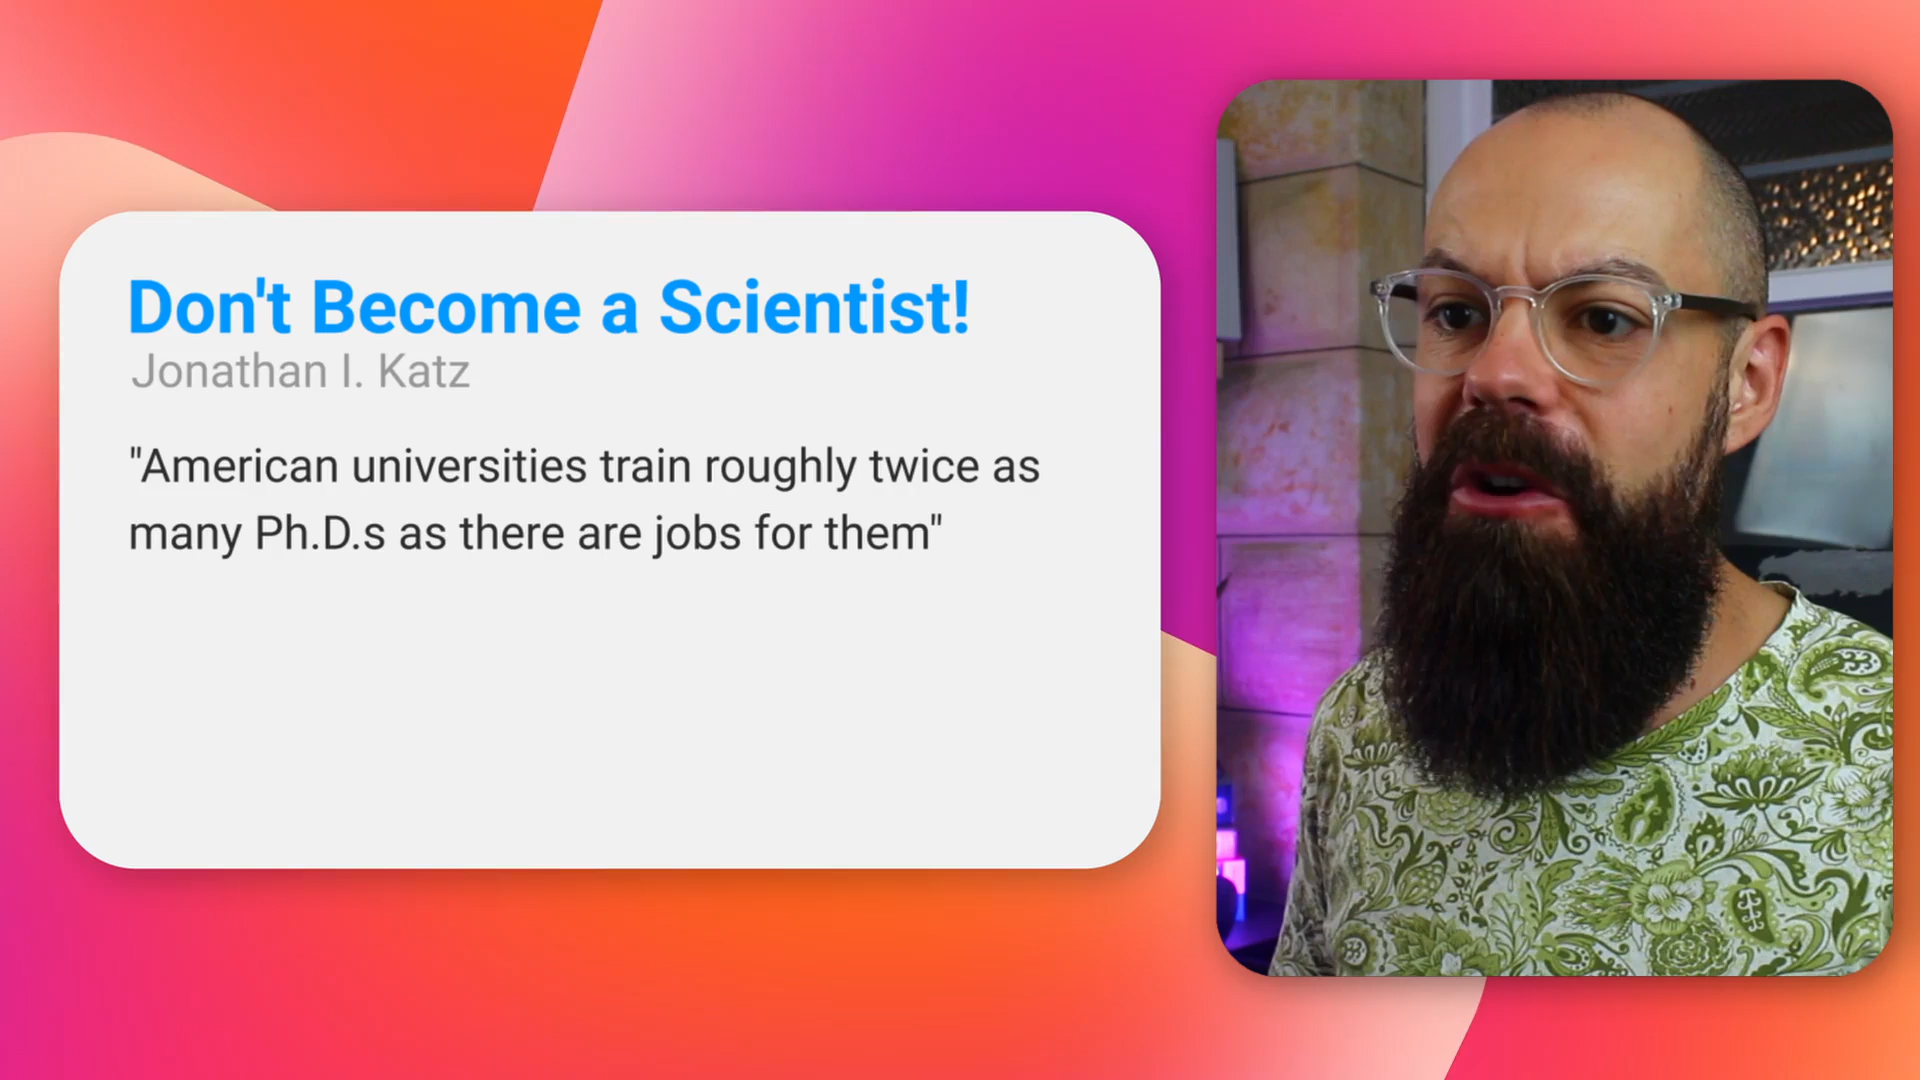 Don't Become a Scientist!
Jonathan I. Katz
"American universities train roughly twice as
many Ph.D.s as there are jobs for them"